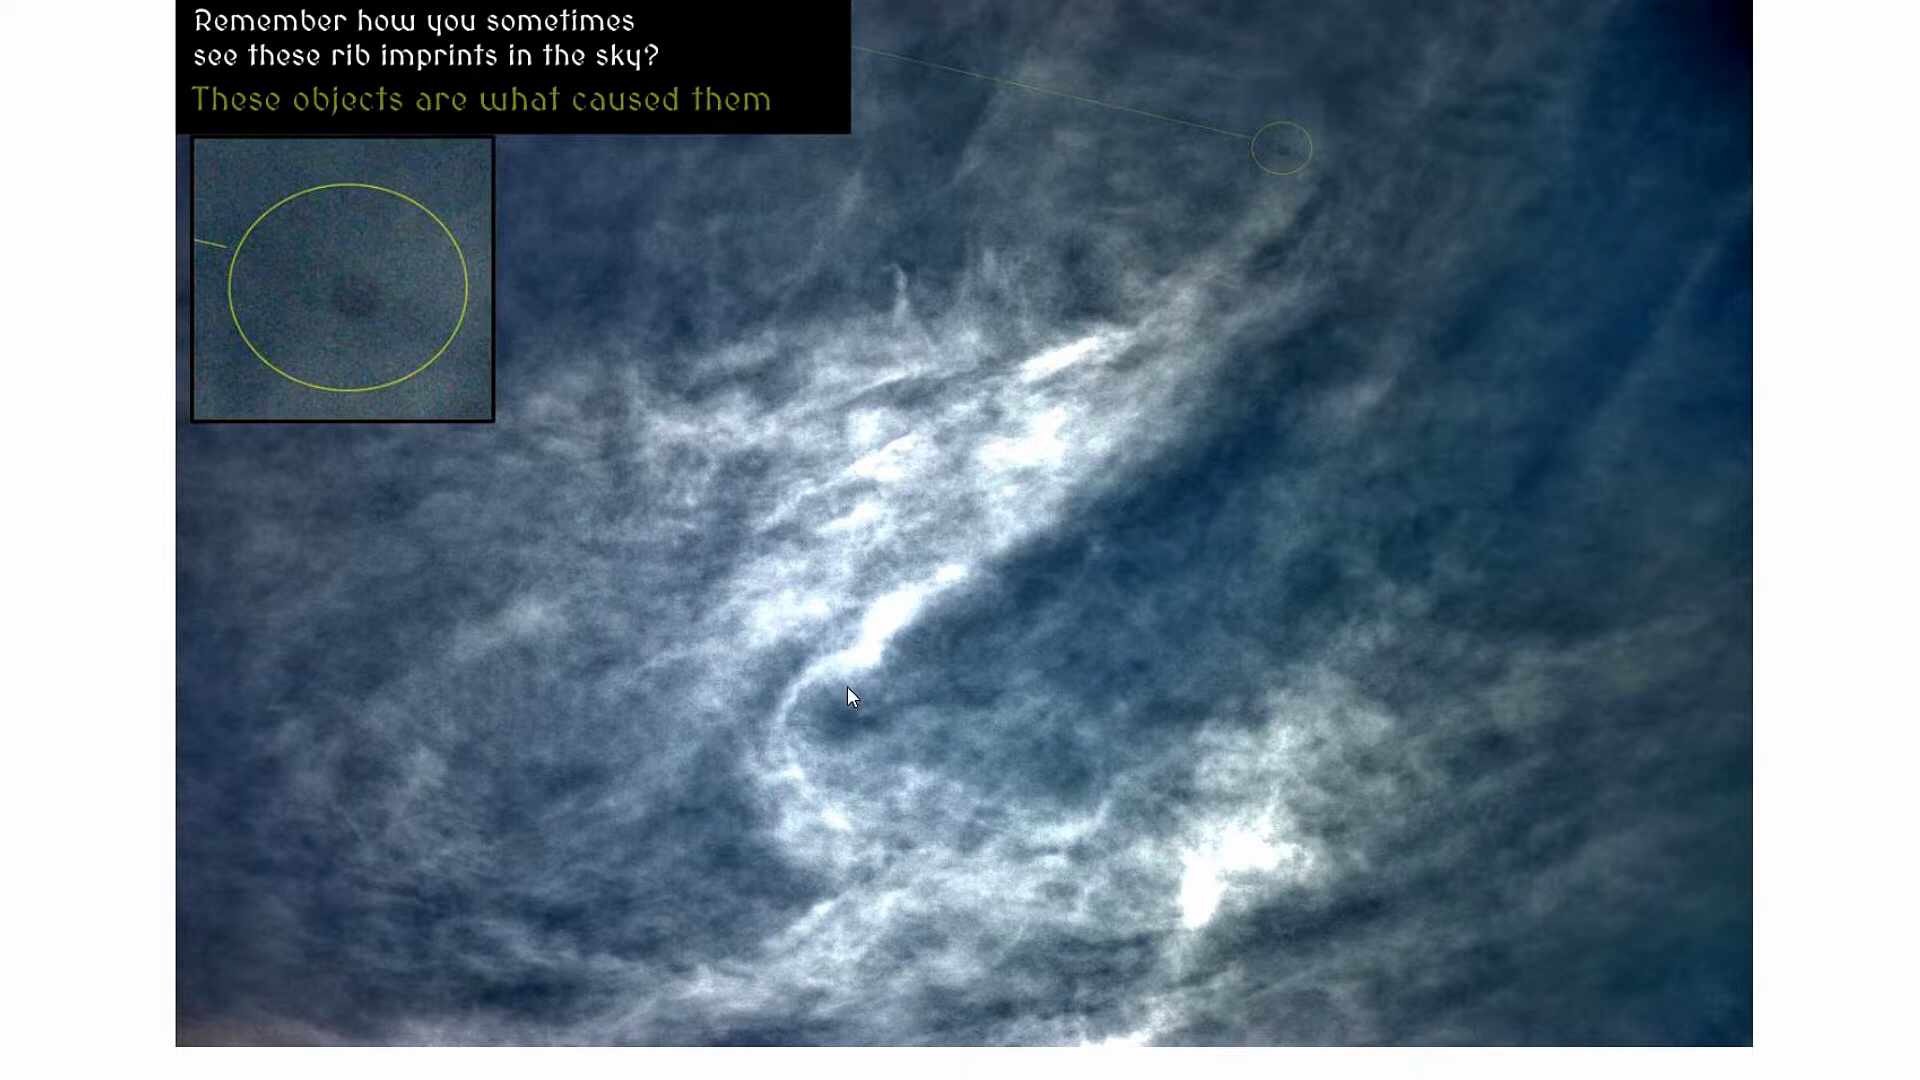 Remember how you sometimes
see these rib imprints in the sky?
These objects are what caused them